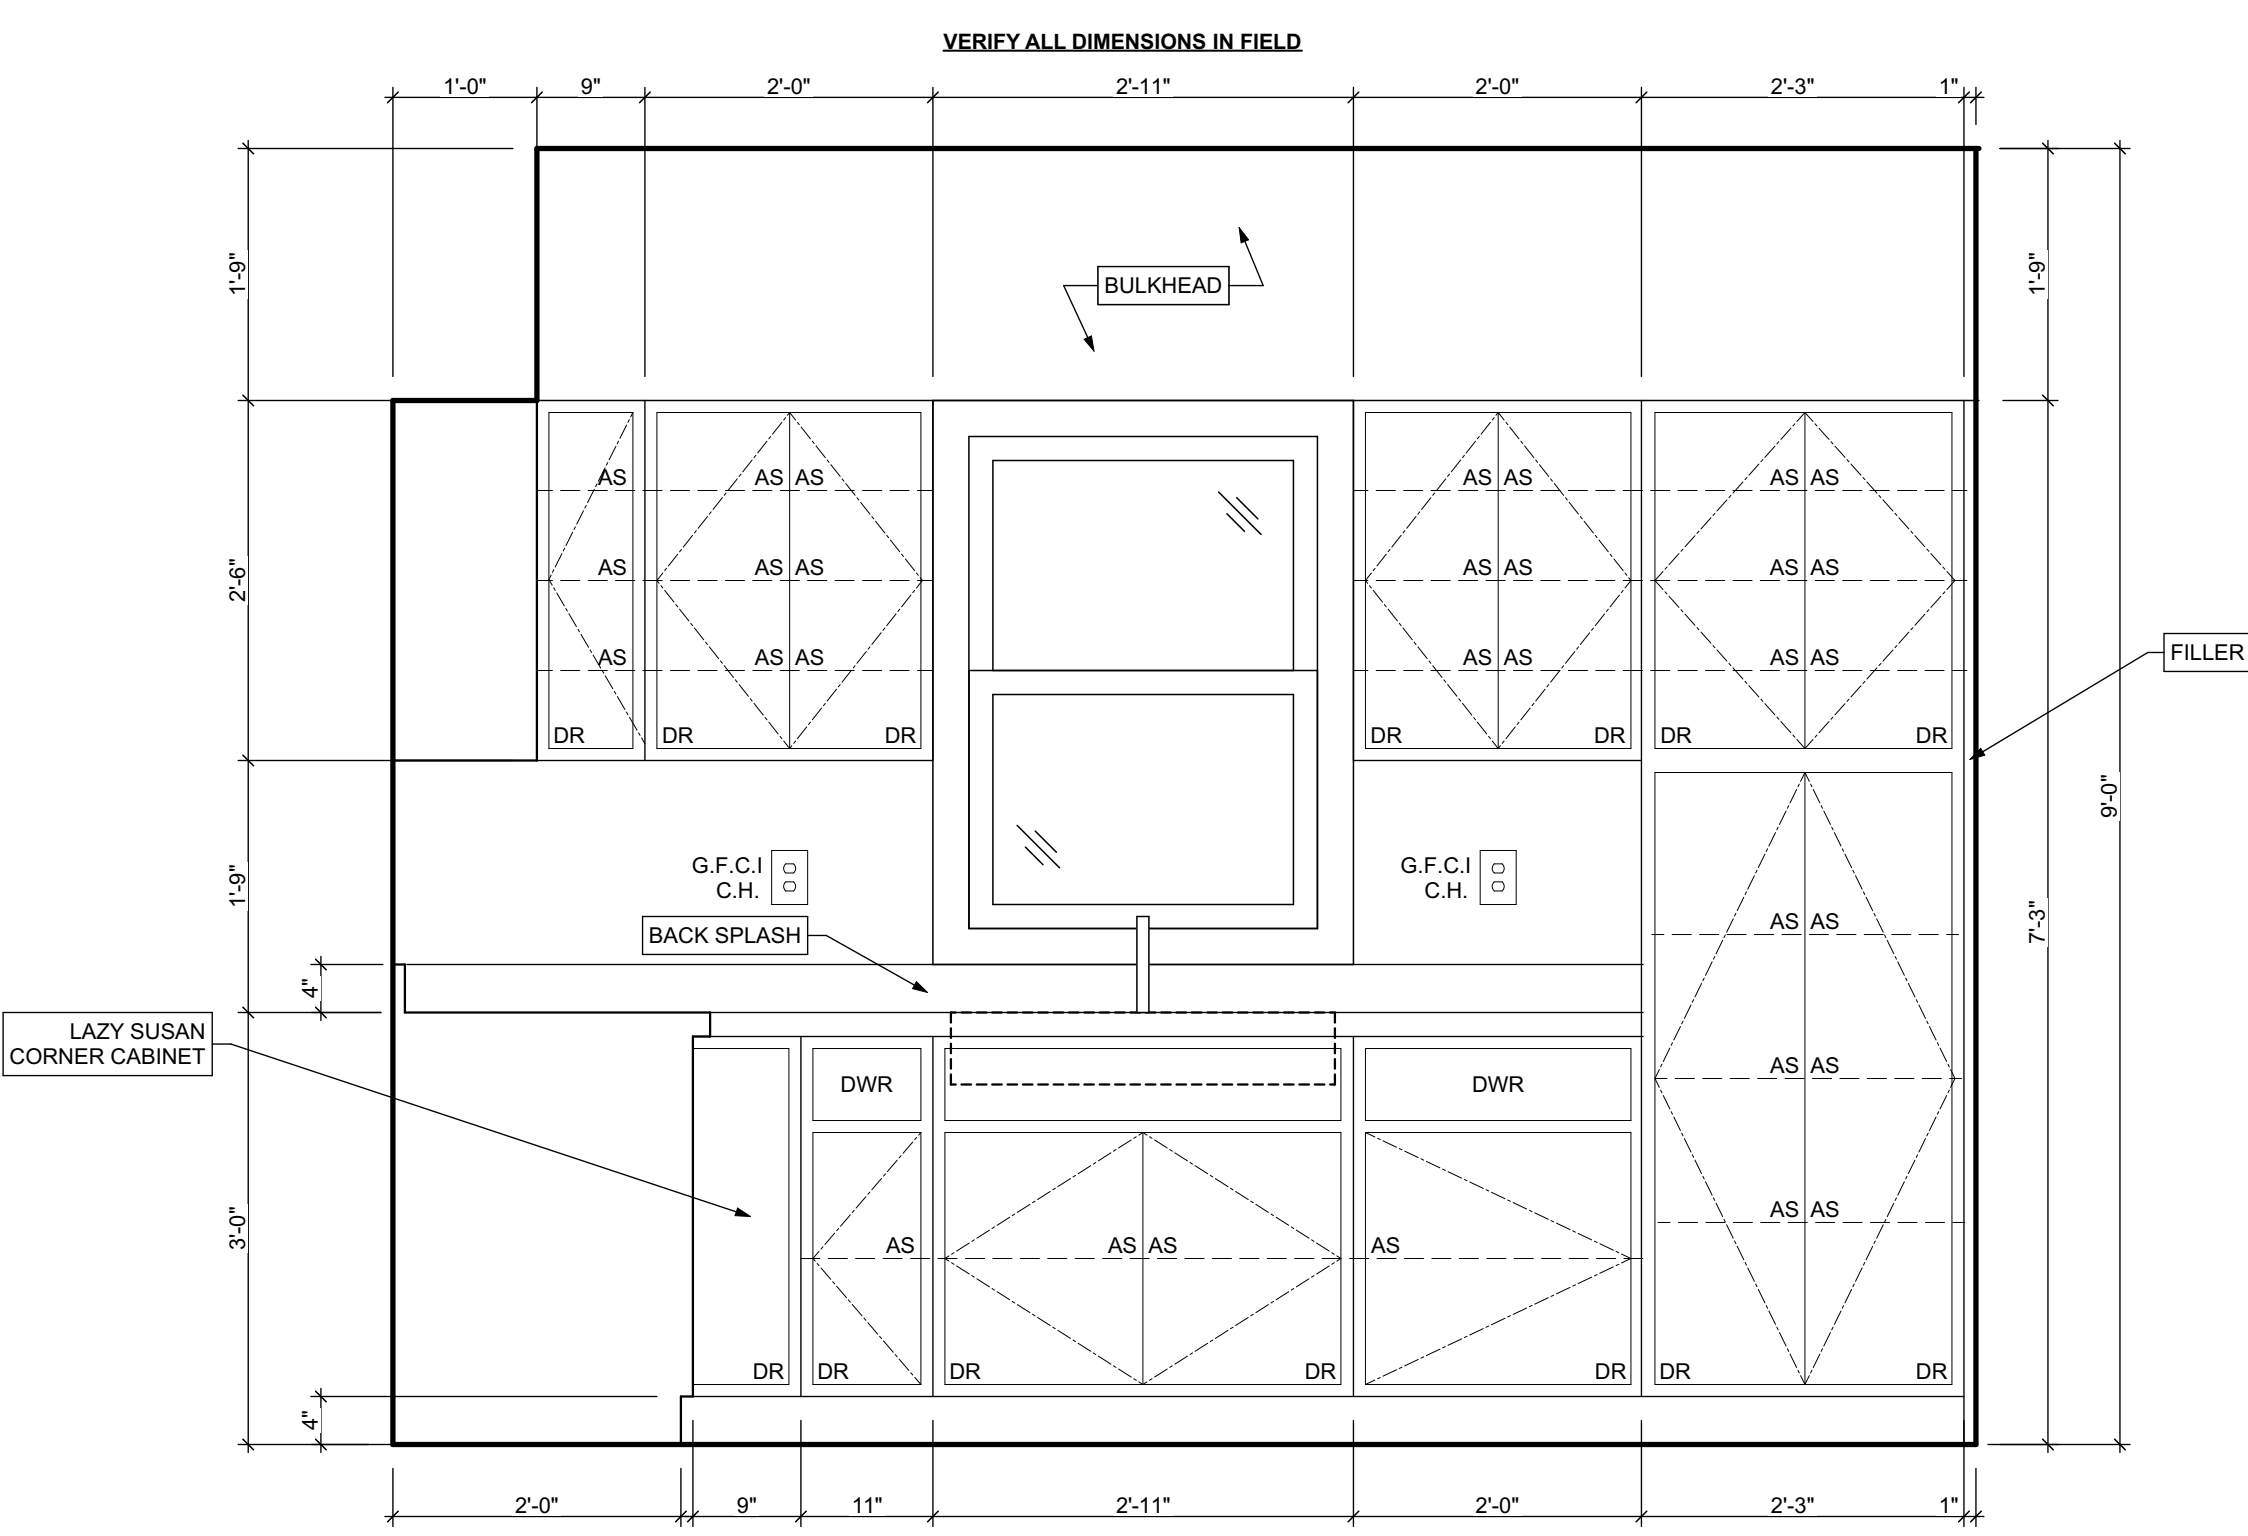 VERIFY ALL DIMENSIONS IN FIELD
1'-0" 9" 2'-0" 2'-11" 2'-0" 2'-3" 1"
1'-9"
BULKHEAD
1'-9"
AS AS AS AS AS AS AS
2'-6"
AS AS AS AS AS AS AS
FILLER
AS AS AS AS AS AS AS
DR DR DR DR DR DR DR
9'-0"
1'-9"
G.F.C.I
C.H.
G.F.C.I
C.H.
7'-3"
AS AS
BACK SPLASH
4"
LAZY SUSAN
CORNER CABINET
AS AS
DWR DWR
3'-0"
AS AS
AS AS AS AS
DR DR DR DR DR DR DR
4"
2'-0" 9" 11" 2'-11" 2'-0" 2'-3" 1"